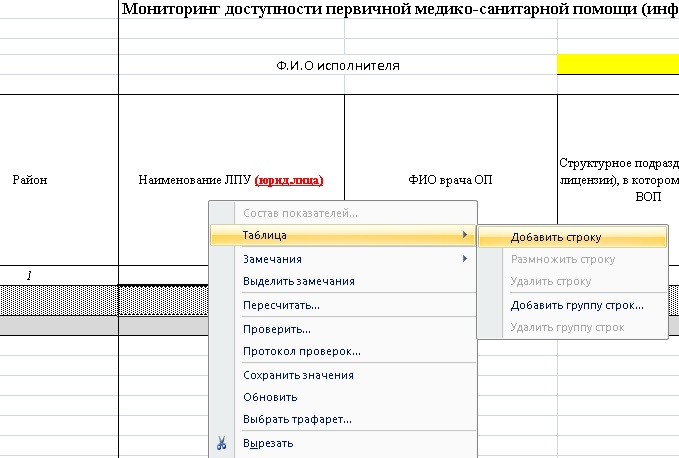 Мониторинг доступности первичной медико-санитарной помощи (инф
Ф.И.О исполнителя
Район
Наименование ЛПУ (юрид.лица)
ФИО врача ОП
Структурное подразд
лицензии), в котором
ВОП
1
Состав показателей...
Таблица
Замечания
Выделить замечания
Пересчитать...
Проверить...
Протокол проверок...
Сохранить значения
Обновить
Выбрать трафарет...
Вырезать
Добавить строку
Размножить строку
Удалить строку
Добавить группу строк...
Удалить группу строк